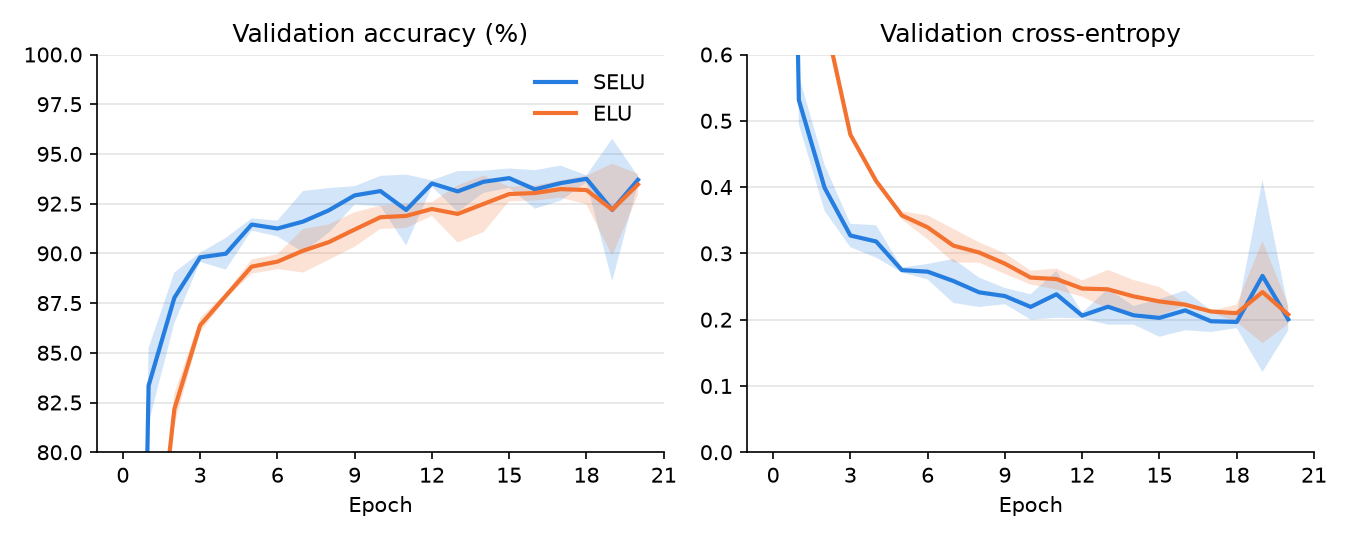 Validation accuracy (%)
100.0
97.5
95.0
92.5
90.0
87.5
85.0
82.5
80.0
0 3 6 9 12 15 18 21
Epoch
SELU
ELU
Validation cross-entropy
0.6
0.5
0.4
0.3
0.2
0.1
0.0
0 3 6 9 12 15 18 21
Epoch